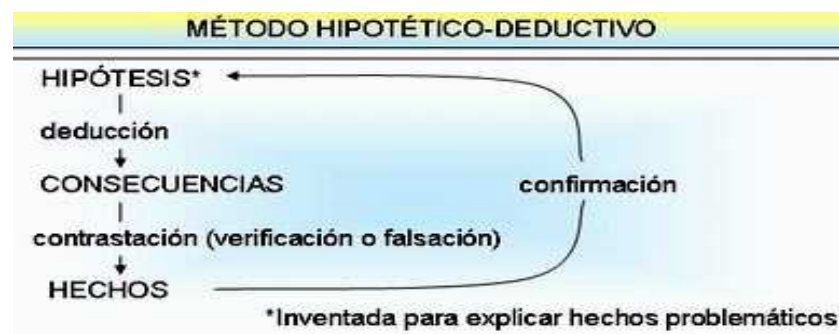 MÉTODO HIPOTÉTICO-DEDUCTIVO
HIPÓTESIS*
deducción
CONSECUENCIAS
confirmación
contrastación (verificación o falsación)
HECHOS
*Inventada para explicar hechos problemáticos